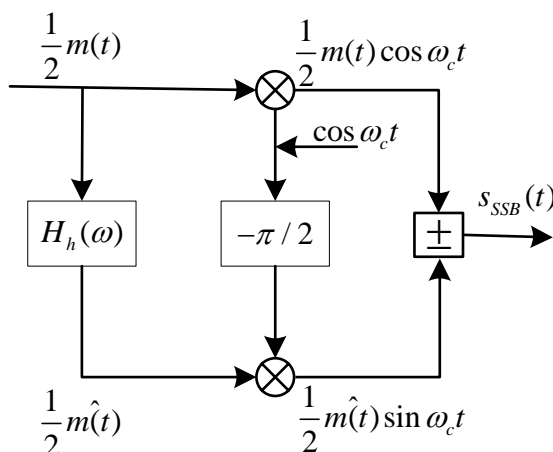 1/2 m(t)
1/2 m(t) cos ω_c t
cos ω_c t
H_h(ω)
−π / 2
s_SSB(t)
±
1/2 m̂(t)
1/2 m̂(t) sin ω_c t